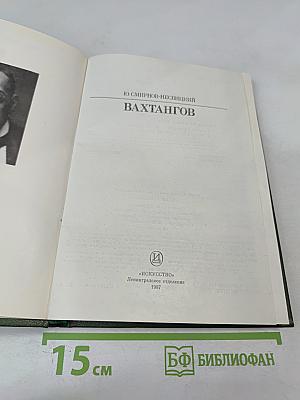 Ю СМИРНОВ-НЕСВИЦКИЙ
ВАХТАНГОВ
И
«ИСКУССТВО»
Ленинградское отделение
1987
15 см
БФ БИБЛИОФАН